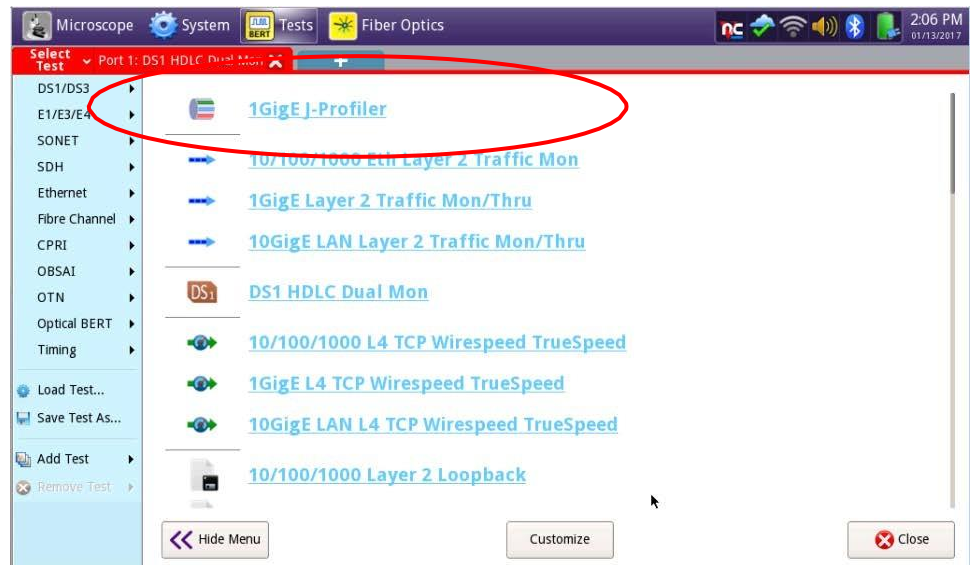 Microscope System Tests Fiber Optics 2:06 PM
JLITL BERT nc 01/13/2017
Select Test Port 1: DS1 HDLC Dual Mon +
DS1/DS3
E1/E3/E4
SONET
SDH
Ethernet
Fibre Channel
CPRI
OBSAI
OTN
Optical BERT
Timing
Load Test...
Save Test As...
Add Test
Remove Test
1GigE J-Profiler
10/100/1000 Eth Layer 2 Traffic Mon
1GigE Layer 2 Traffic Mon/Thru
10GigE LAN Layer 2 Traffic Mon/Thru
DS1 DS1 HDLC Dual Mon
10/100/1000 L4 TCP Wirespeed TrueSpeed
1GigE L4 TCP Wirespeed TrueSpeed
10GigE LAN L4 TCP Wirespeed TrueSpeed
10/100/1000 Layer 2 Loopback
Hide Menu Customize Close